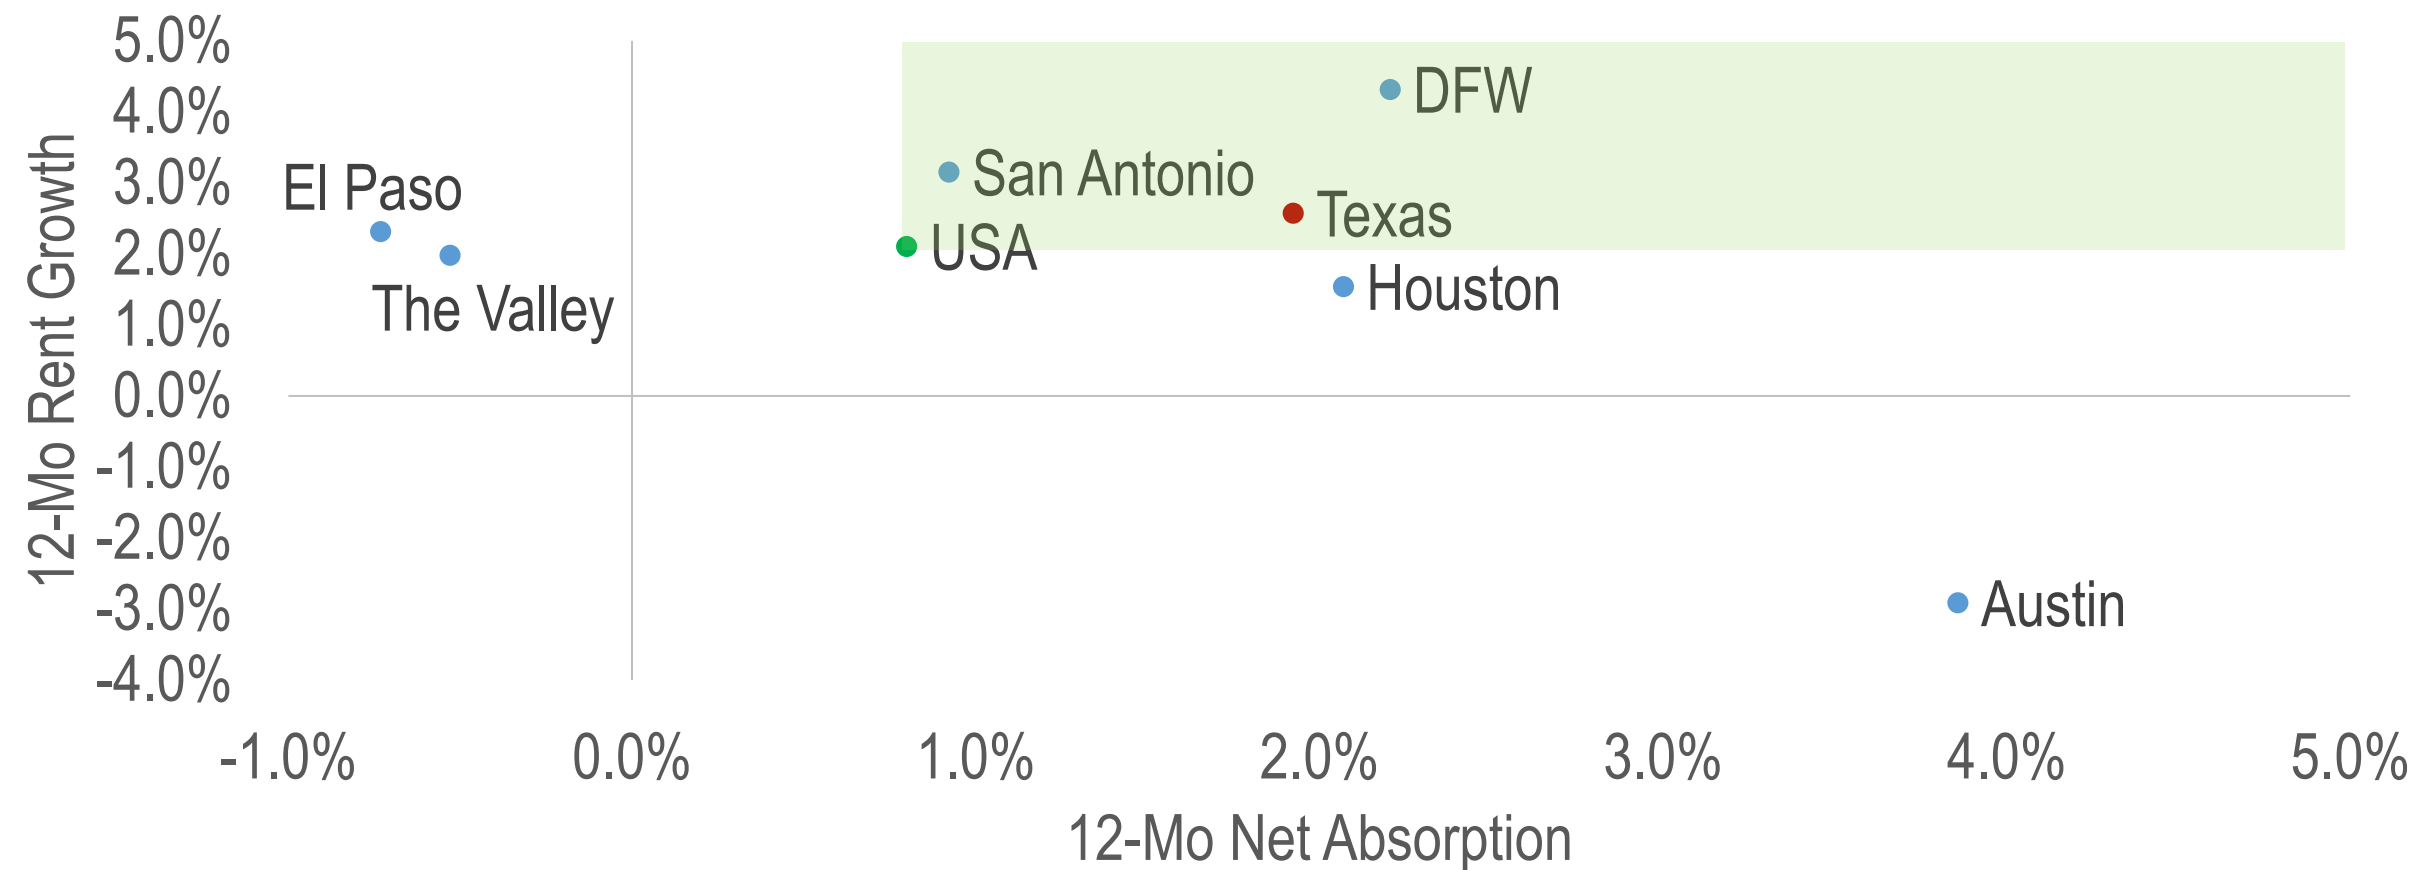 12-Mo Rent Growth
5.0%
4.0%
3.0%
2.0%
1.0%
0.0%
-1.0%
-2.0%
-3.0%
-4.0%
DFW
San Antonio
El Paso
Texas
USA
Houston
The Valley
Austin
-1.0%
0.0%
1.0%
2.0%
3.0%
4.0%
5.0%
12-Mo Net Absorption